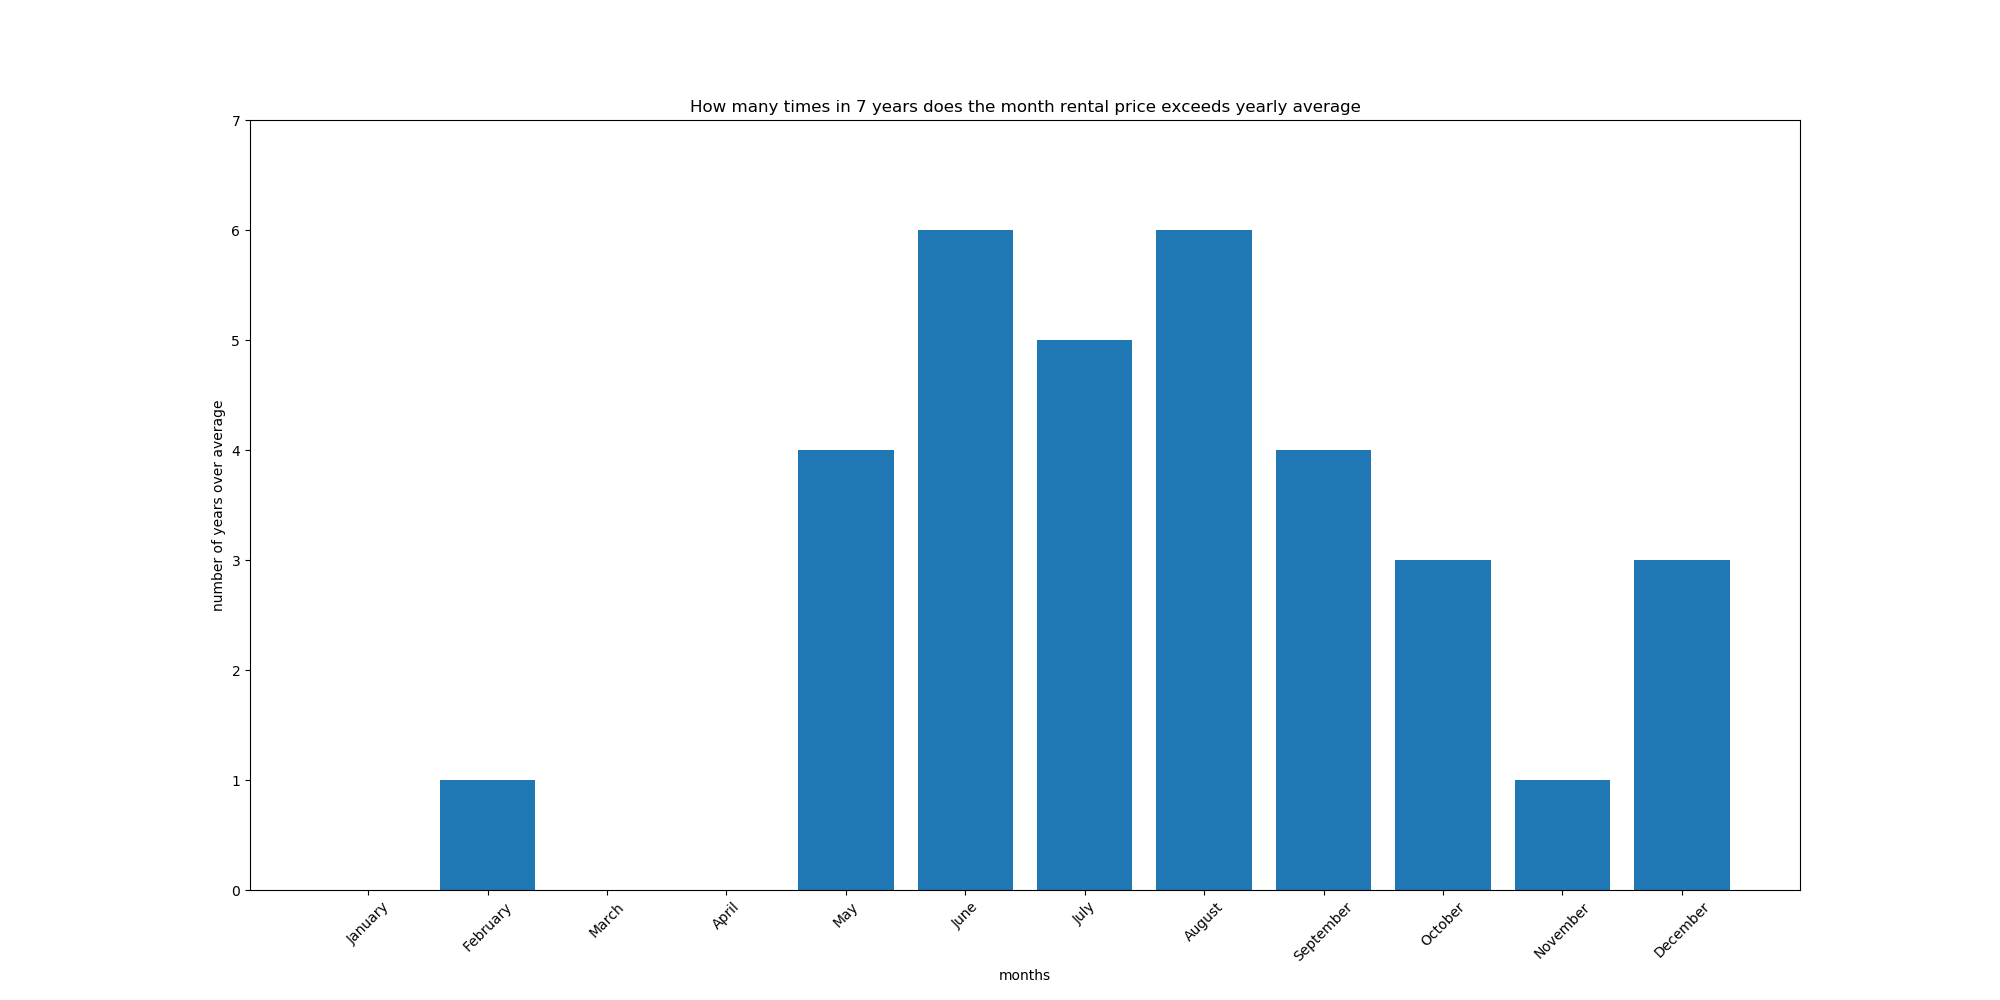 How many times in 7 years does the month rental price exceeds yearly average
7
6
5
4
3
2
1
0
number of years over average
January
February
March
April
May
June
July
August
September
October
November
December
months